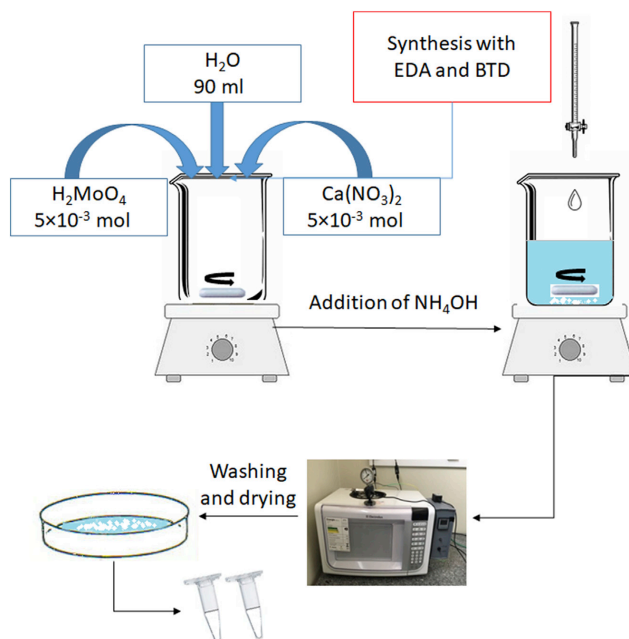 H₂O
90 ml
Synthesis with
EDA and BTD
H₂MoO₄
5×10⁻³ mol
Ca(NO₃)₂
5×10⁻³ mol
Addition of NH₄OH
Washing
and drying